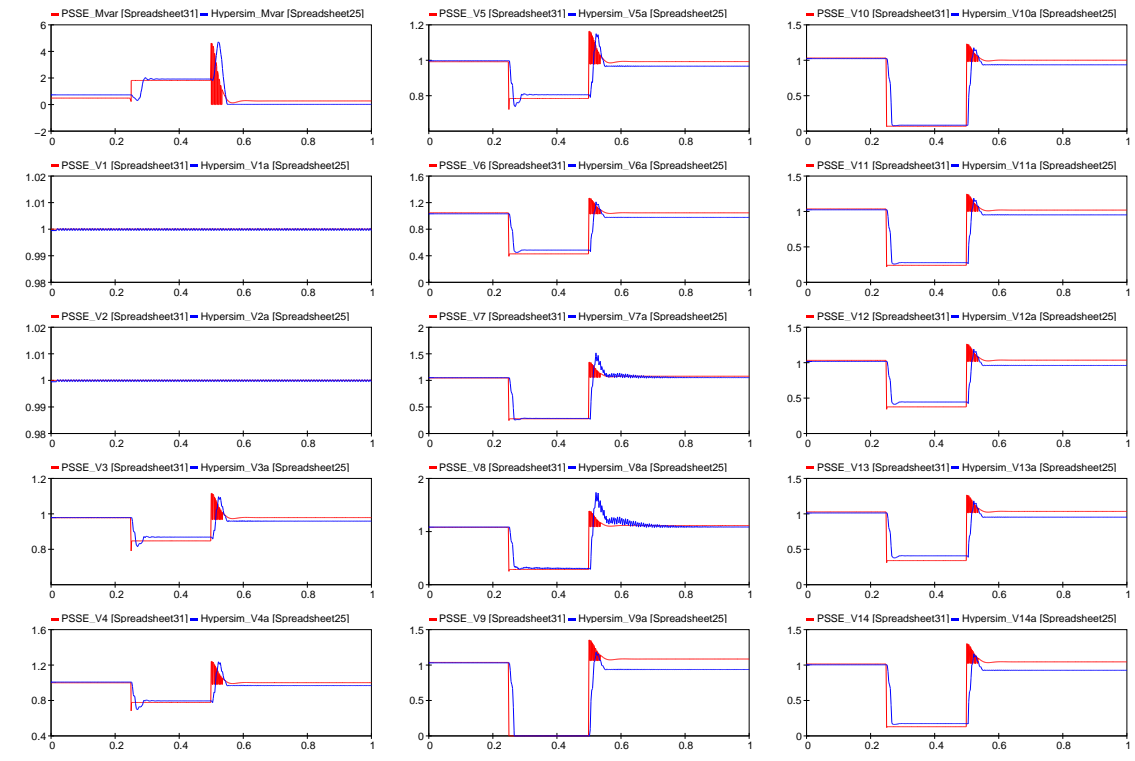 PSSE_Mvar [Spreadsheet31] Hypersim_Mvar [Spreadsheet25]
6
4
2
0
−2
0 0.2 0.4 0.6 0.8 1
PSSE_V5 [Spreadsheet31] Hypersim_V5a [Spreadsheet25]
1.2
1
0.8
0 0.2 0.4 0.6 0.8 1
PSSE_V10 [Spreadsheet31] Hypersim_V10a [Spreadsheet25]
1.5
1
0.5
0
0 0.2 0.4 0.6 0.8 1
PSSE_V1 [Spreadsheet31] Hypersim_V1a [Spreadsheet25]
1.02
1.01
1
0.99
0.98
0 0.2 0.4 0.6 0.8 1
PSSE_V6 [Spreadsheet31] Hypersim_V6a [Spreadsheet25]
1.6
1.2
0.8
0.4
0
0 0.2 0.4 0.6 0.8 1
PSSE_V11 [Spreadsheet31] Hypersim_V11a [Spreadsheet25]
1.5
1
0.5
0
0 0.2 0.4 0.6 0.8 1
PSSE_V2 [Spreadsheet31] Hypersim_V2a [Spreadsheet25]
1.02
1.01
1
0.99
0.98
0 0.2 0.4 0.6 0.8 1
PSSE_V7 [Spreadsheet31] Hypersim_V7a [Spreadsheet25]
2
1.5
1
0.5
0
0 0.2 0.4 0.6 0.8 1
PSSE_V12 [Spreadsheet31] Hypersim_V12a [Spreadsheet25]
1.5
1
0.5
0
0 0.2 0.4 0.6 0.8 1
PSSE_V3 [Spreadsheet31] Hypersim_V3a [Spreadsheet25]
1.2
1
0.8
0 0.2 0.4 0.6 0.8 1
PSSE_V8 [Spreadsheet31] Hypersim_V8a [Spreadsheet25]
2
1
0
0 0.2 0.4 0.6 0.8 1
PSSE_V13 [Spreadsheet31] Hypersim_V13a [Spreadsheet25]
1.5
1
0.5
0
0 0.2 0.4 0.6 0.8 1
PSSE_V4 [Spreadsheet31] Hypersim_V4a [Spreadsheet25]
1.6
1.2
0.8
0.4
0 0.2 0.4 0.6 0.8 1
PSSE_V9 [Spreadsheet31] Hypersim_V9a [Spreadsheet25]
1.5
1
0.5
0
0 0.2 0.4 0.6 0.8 1
PSSE_V14 [Spreadsheet31] Hypersim_V14a [Spreadsheet25]
1.5
1
0.5
0
0 0.2 0.4 0.6 0.8 1